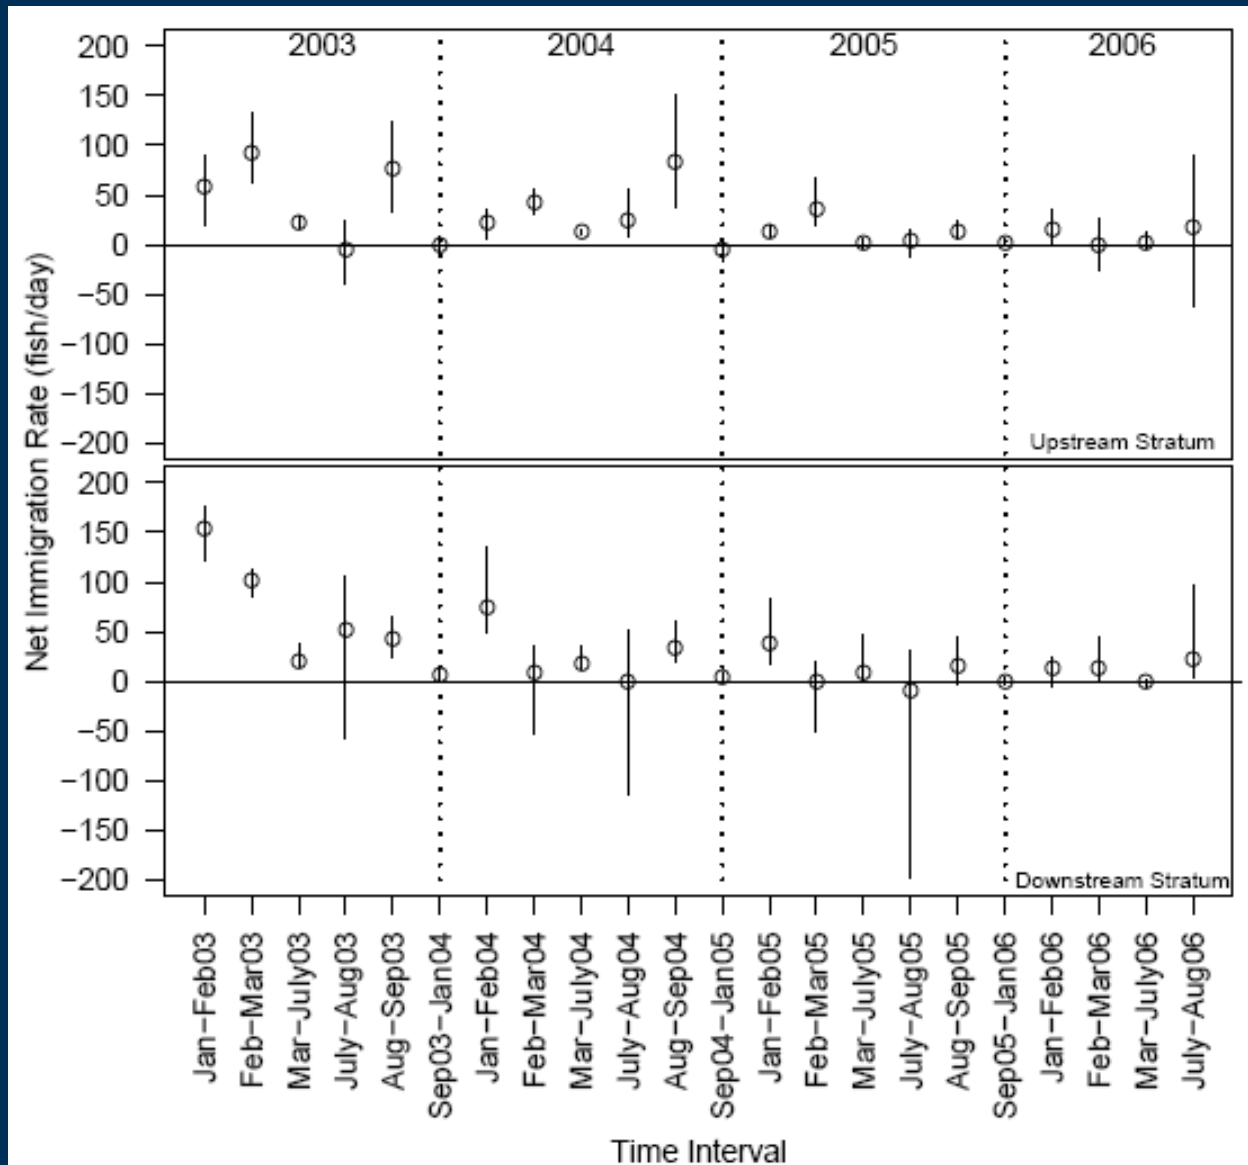 2003 2004 2005 2006
200
150
100
50
0
−50
−100
−150
−200
Upstream Stratum
Net Immigration Rate (fish/day)
200
150
100
50
0
−50
−100
−150
−200
Downstream Stratum
Jan−Feb03
Feb−Mar03
Mar−July03
July−Aug03
Aug−Sep03
Sep03−Jan04
Jan−Feb04
Feb−Mar04
Mar−July04
July−Aug04
Aug−Sep04
Sep04−Jan05
Jan−Feb05
Feb−Mar05
Mar−July05
July−Aug05
Aug−Sep05
Sep05−Jan06
Jan−Feb06
Feb−Mar06
Mar−July06
July−Aug06
Time Interval